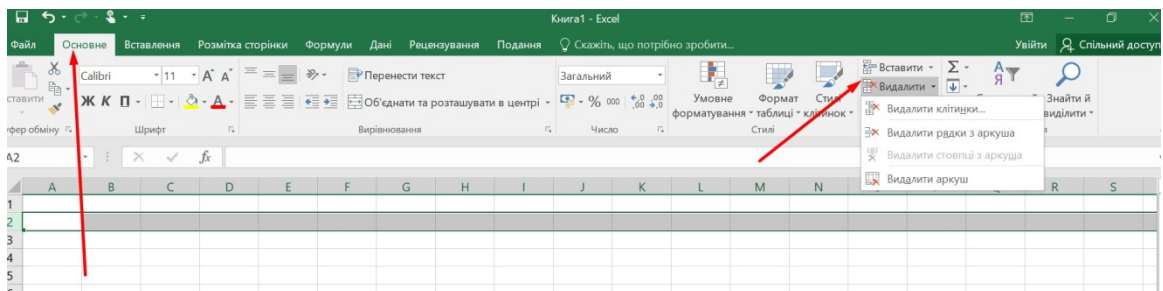 Книга1 - Excel
Файл Основне Вставлення Розмітка сторінки Формули Дані Рецензування Подання Скажіть, що потрібно зробити... Увійти Спільний доступ
Calibri 11 А А Перенести текст Загальний Вставити Σ
Ж К П А Об'єднати та розташувати в центрі % 000 Умовне форматування Формат таблиці Стилі клітинок Видалити Знайти й виділити
Шрифт Вирівнювання Число Стилі
Видалити клітинки...
Видалити рядки з аркуша
Видалити стовпці з аркуша
Видалити аркуш
A2 fx
A B C D E F G H I J K L M N R S
1
2
3
4
5